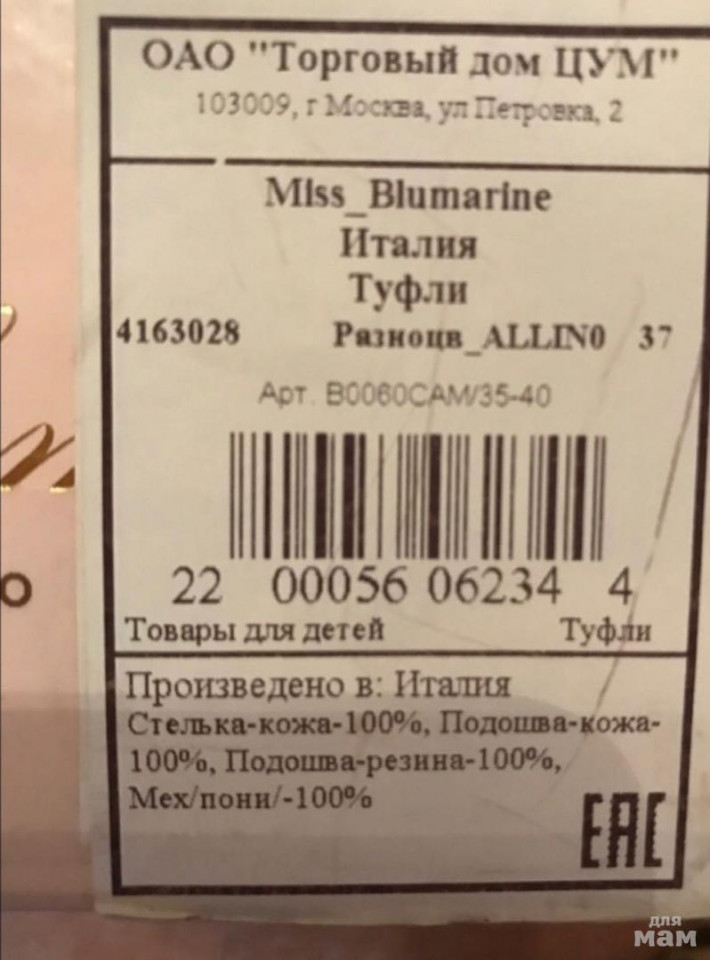 ОАО "Торговый дом ЦУМ"
103009, г Москва, ул Петровка, 2
Miss_Blumarine
Италия
Туфли
4163028 Разноцв_ALLIN0 37
Арт. B0060CAM/35-40
22 00056 06234 4
Товары для детей Туфли
Произведено в: Италия
Стелька-кожа-100%, Подошва-кожа-
100%, Подошва-резина-100%,
Мех/пони/-100%
ЕАС
для
мам